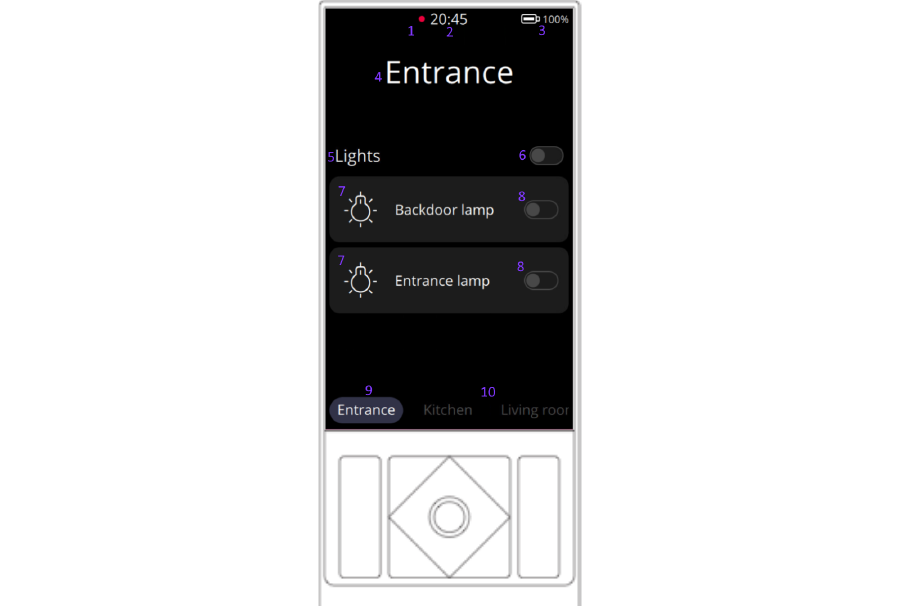 20:45 100%
1 2 3
4 Entrance
5 Lights 6
7 Backdoor lamp 8
7 Entrance lamp 8
9 10
Entrance Kitchen Living roor